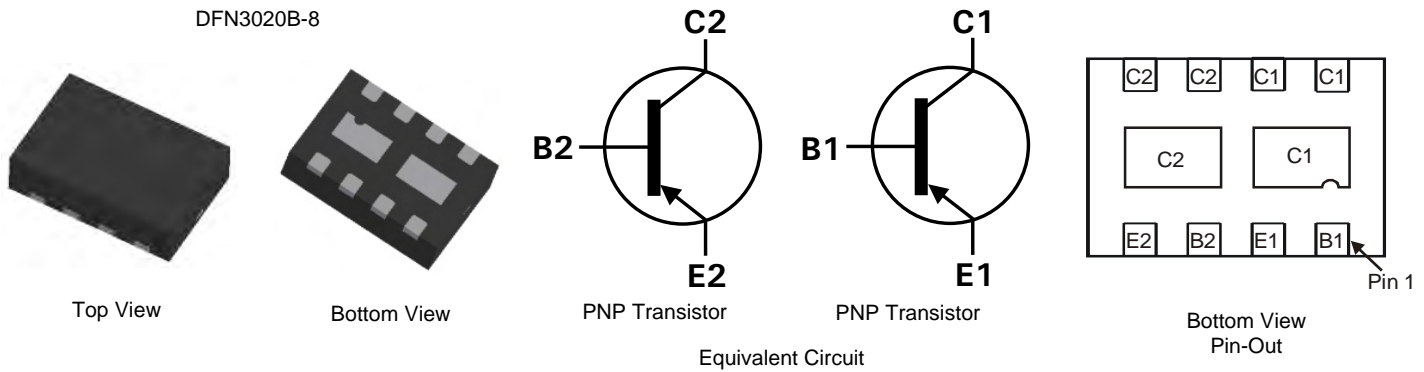 DFN3020B-8
C2
B2
E2
C1
B1
E1
C2 C2 C1 C1
C2 C1
E2 B2 E1 B1
Pin 1
Top View
Bottom View
PNP Transistor
PNP Transistor
Equivalent Circuit
Bottom View
Pin-Out